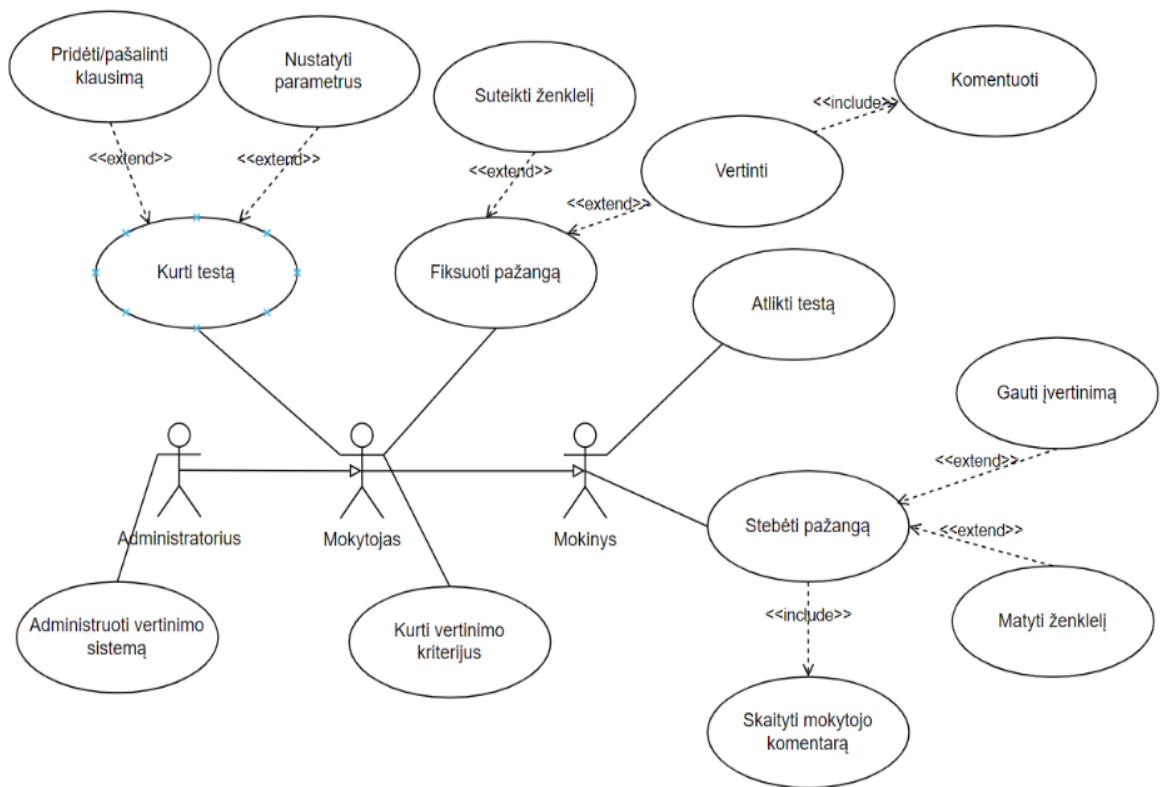 Pridėti/pašalinti
klausimą
Nustatyti
parametrus
Suteikti ženklelį
Komentuoti
<<include>>
Vertinti
<<extend>>
<<extend>>
<<extend>>
<<extend>>
Kurti testą
Fiksuoti pažangą
Atlikti testą
Gauti įvertinimą
<<extend>>
Administratorius
Mokytojas
Mokinys
Stebėti pažangą
<<extend>>
Matyti ženklelį
<<include>>
Administruoti vertinimo
sistemą
Kurti vertinimo
kriterijus
Skaityti mokytojo
komentarą